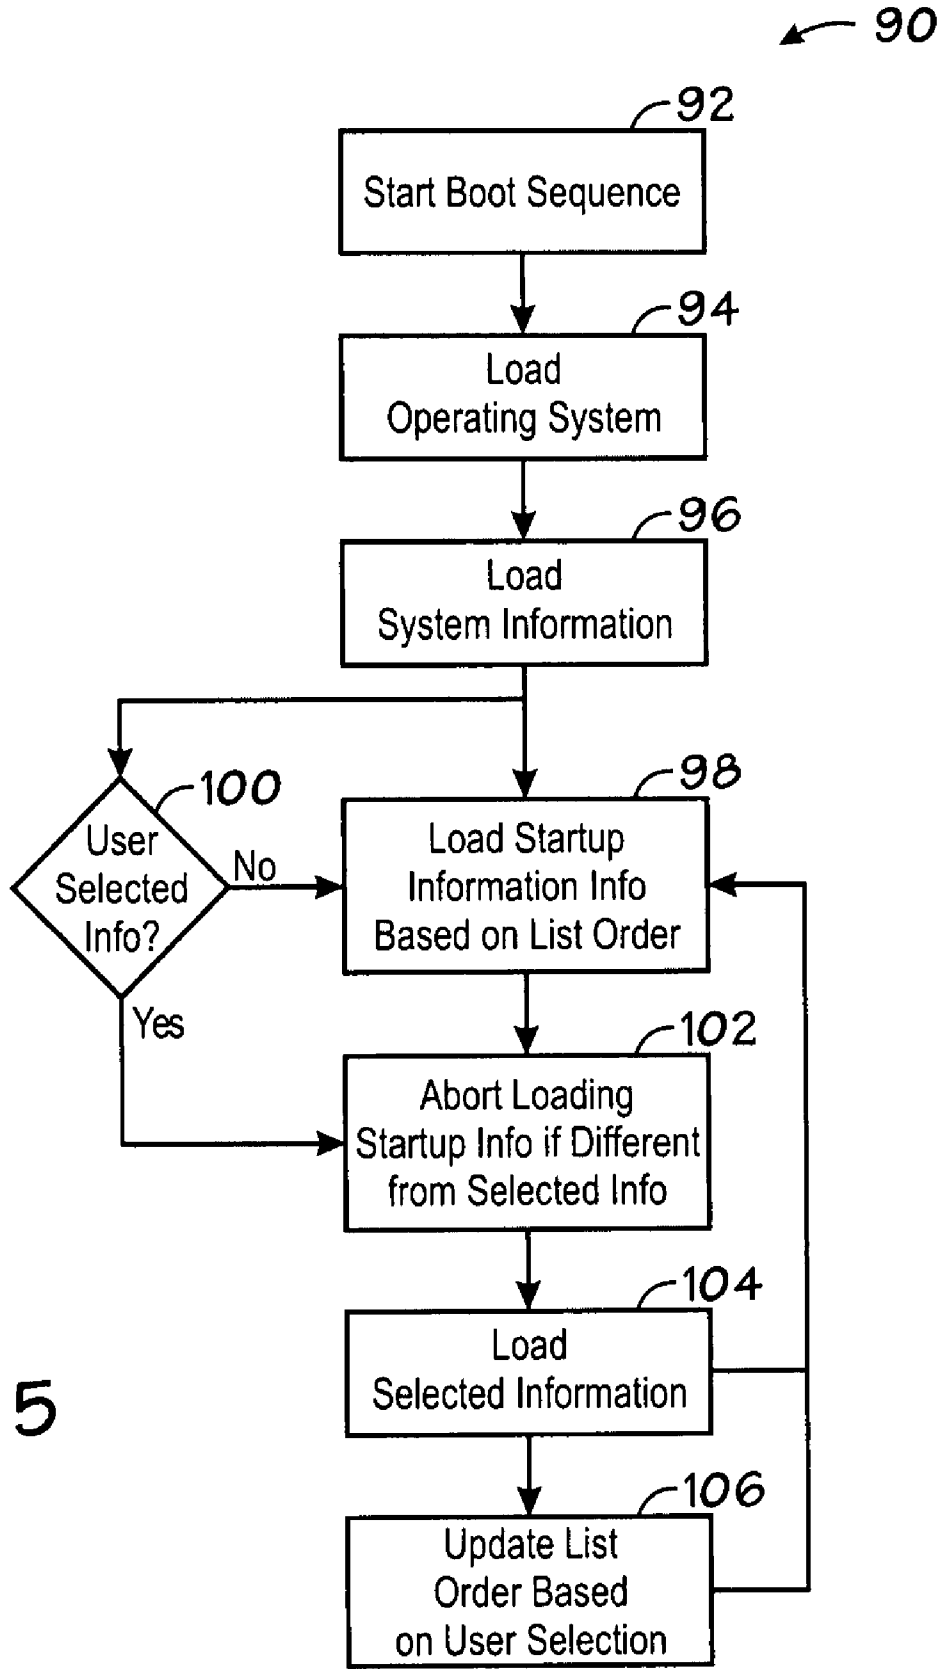 90
92
Start Boot Sequence
94
Load
Operating System
96
Load
System Information
100
User
Selected
Info?
No
Yes
98
Load Startup
Information Info
Based on List Order
102
Abort Loading
Startup Info if Different
from Selected Info
104
Load
Selected Information
5
106
Update List
Order Based
on User Selection